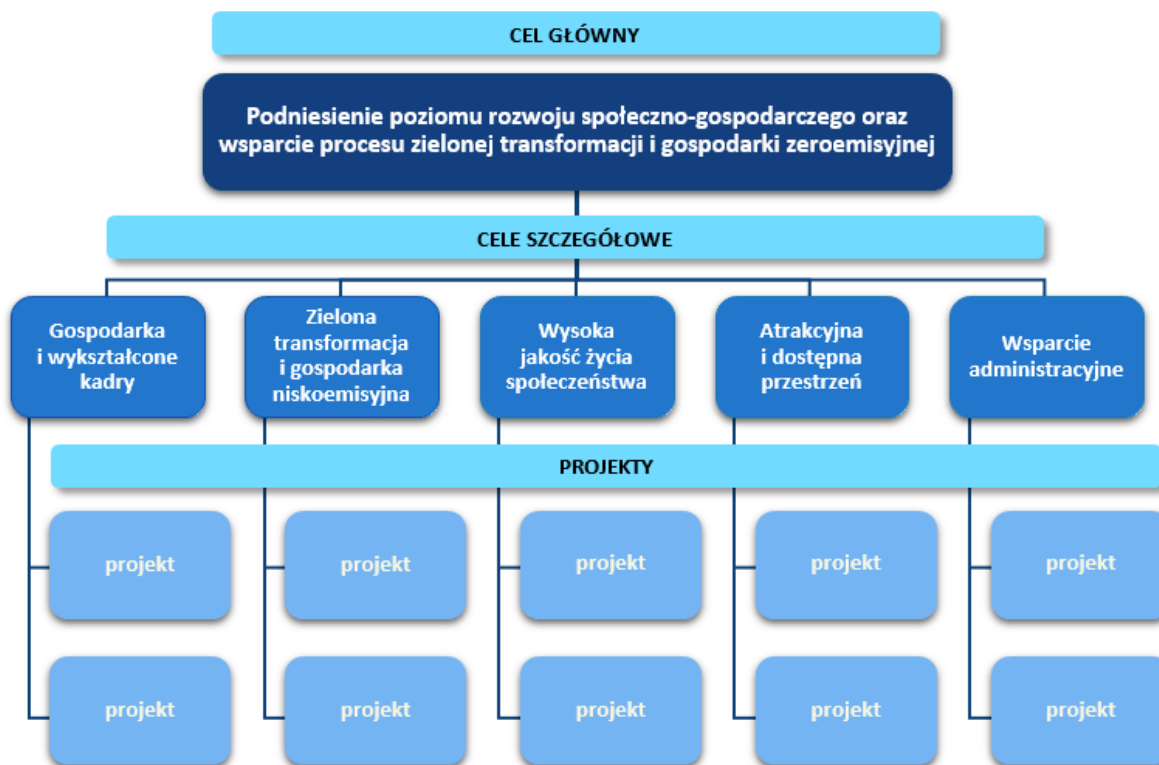 CEL GŁÓWNY
Podniesienie poziomu rozwoju społeczno-gospodarczego oraz
wsparcie procesu zielonej transformacji i gospodarki zeroemisyjnej
CELE SZCZEGÓŁOWE
Gospodarka
i wykształcone
kadry
Zielona
transformacja
i gospodarka
niskoemisyjna
Wysoka
jakość życia
społeczeństwa
Atrakcyjna
i dostępna
przestrzeń
Wsparcie
administracyjne
PROJEKTY
projekt
projekt
projekt
projekt
projekt
projekt
projekt
projekt
projekt
projekt